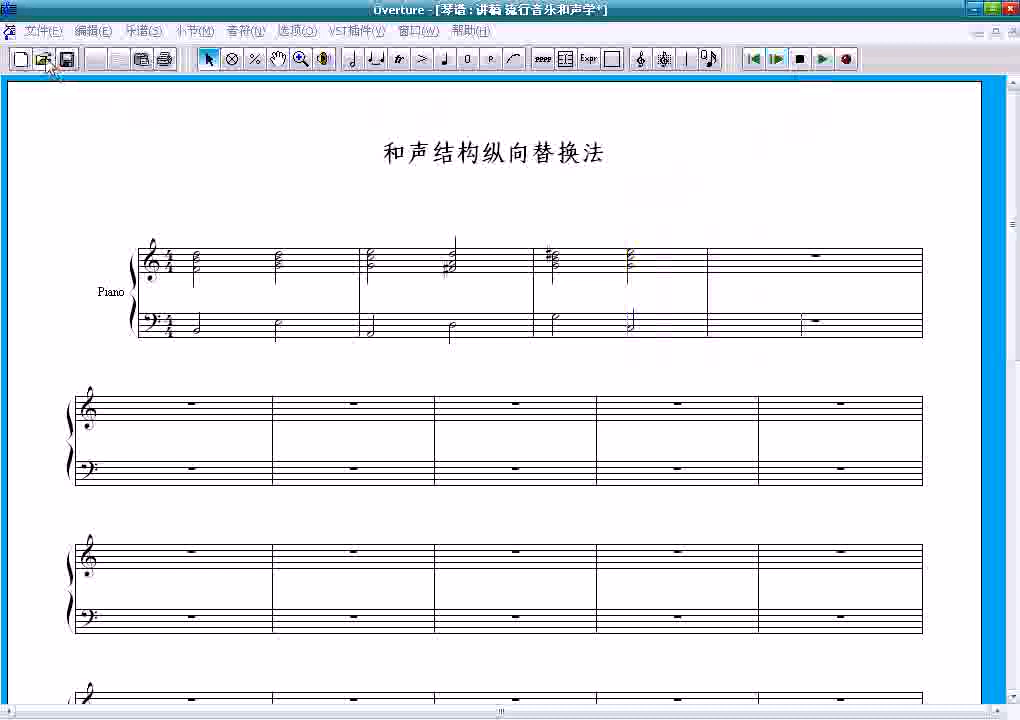 Overture - [琴谱 : 讲稿 流行音乐和声学*]
文件(F) 编辑(E) 乐谱(S) 小节(M) 音符(N) 选项(O) VST插件(V) 窗口(W) 帮助(H)
和声结构纵向替换法
Piano